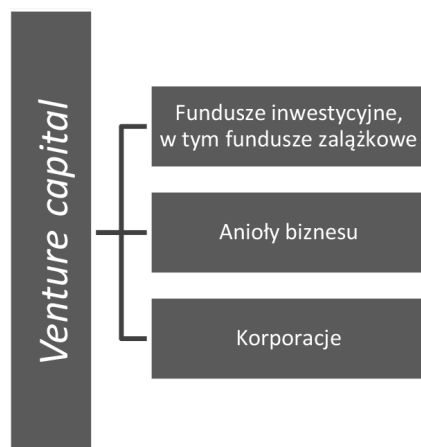 Venture capital
Fundusze inwestycyjne,
w tym fundusze zalążkowe
Anioły biznesu
Korporacje